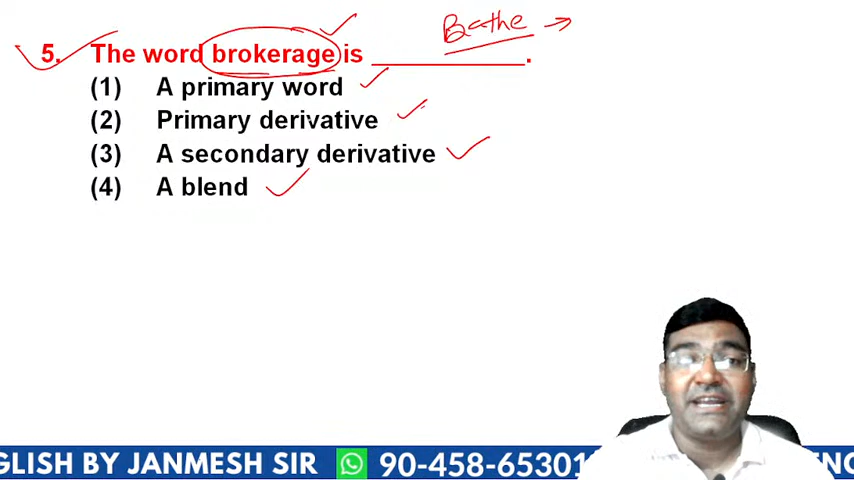 Bathe →
5. The word brokerage is ____________.
(1) A primary word
(2) Primary derivative
(3) A secondary derivative
(4) A blend
GLISH BY JANMESH SIR 90-458-65301